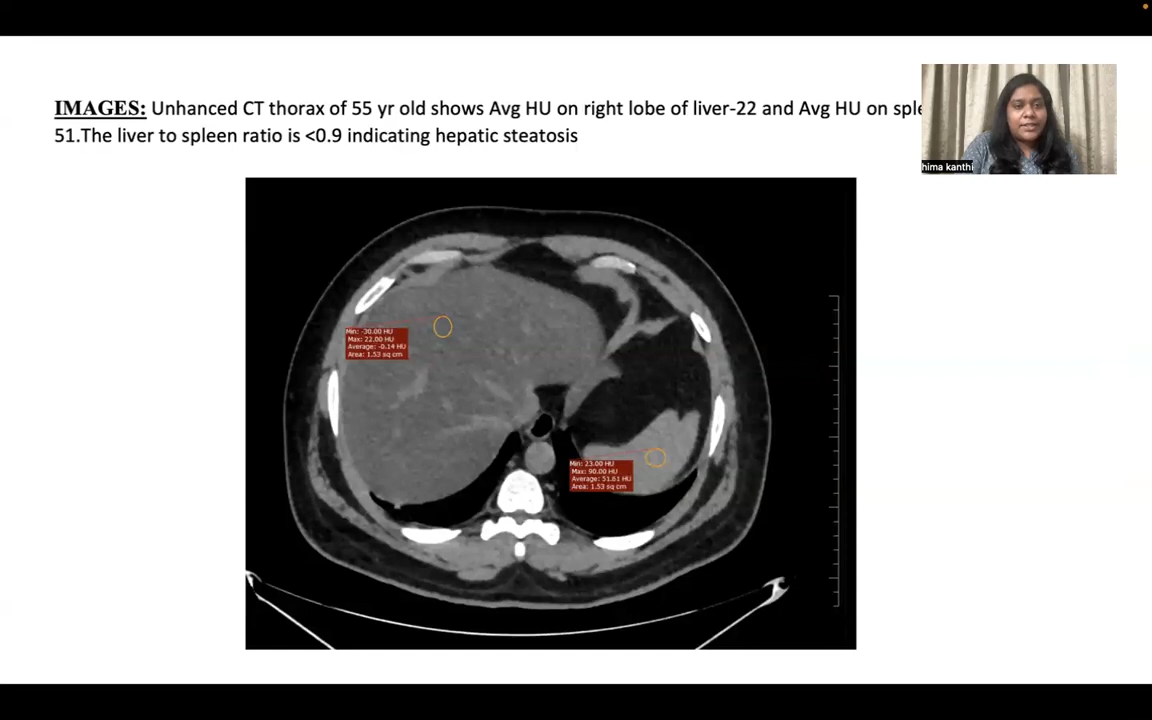 IMAGES: Unhanced CT thorax of 55 yr old shows Avg HU on right lobe of liver-22 and Avg HU on
51.The liver to spleen ratio is <0.9 indicating hepatic steatosis
hima kanthi
Min: -30.00 HU
Max: 22.00 HU
Average: -0.14 HU
Area: 1.53 sq cm
Min: 23.00 HU
Max: 90.00 HU
Average: 51.61 HU
Area: 1.53 sq cm